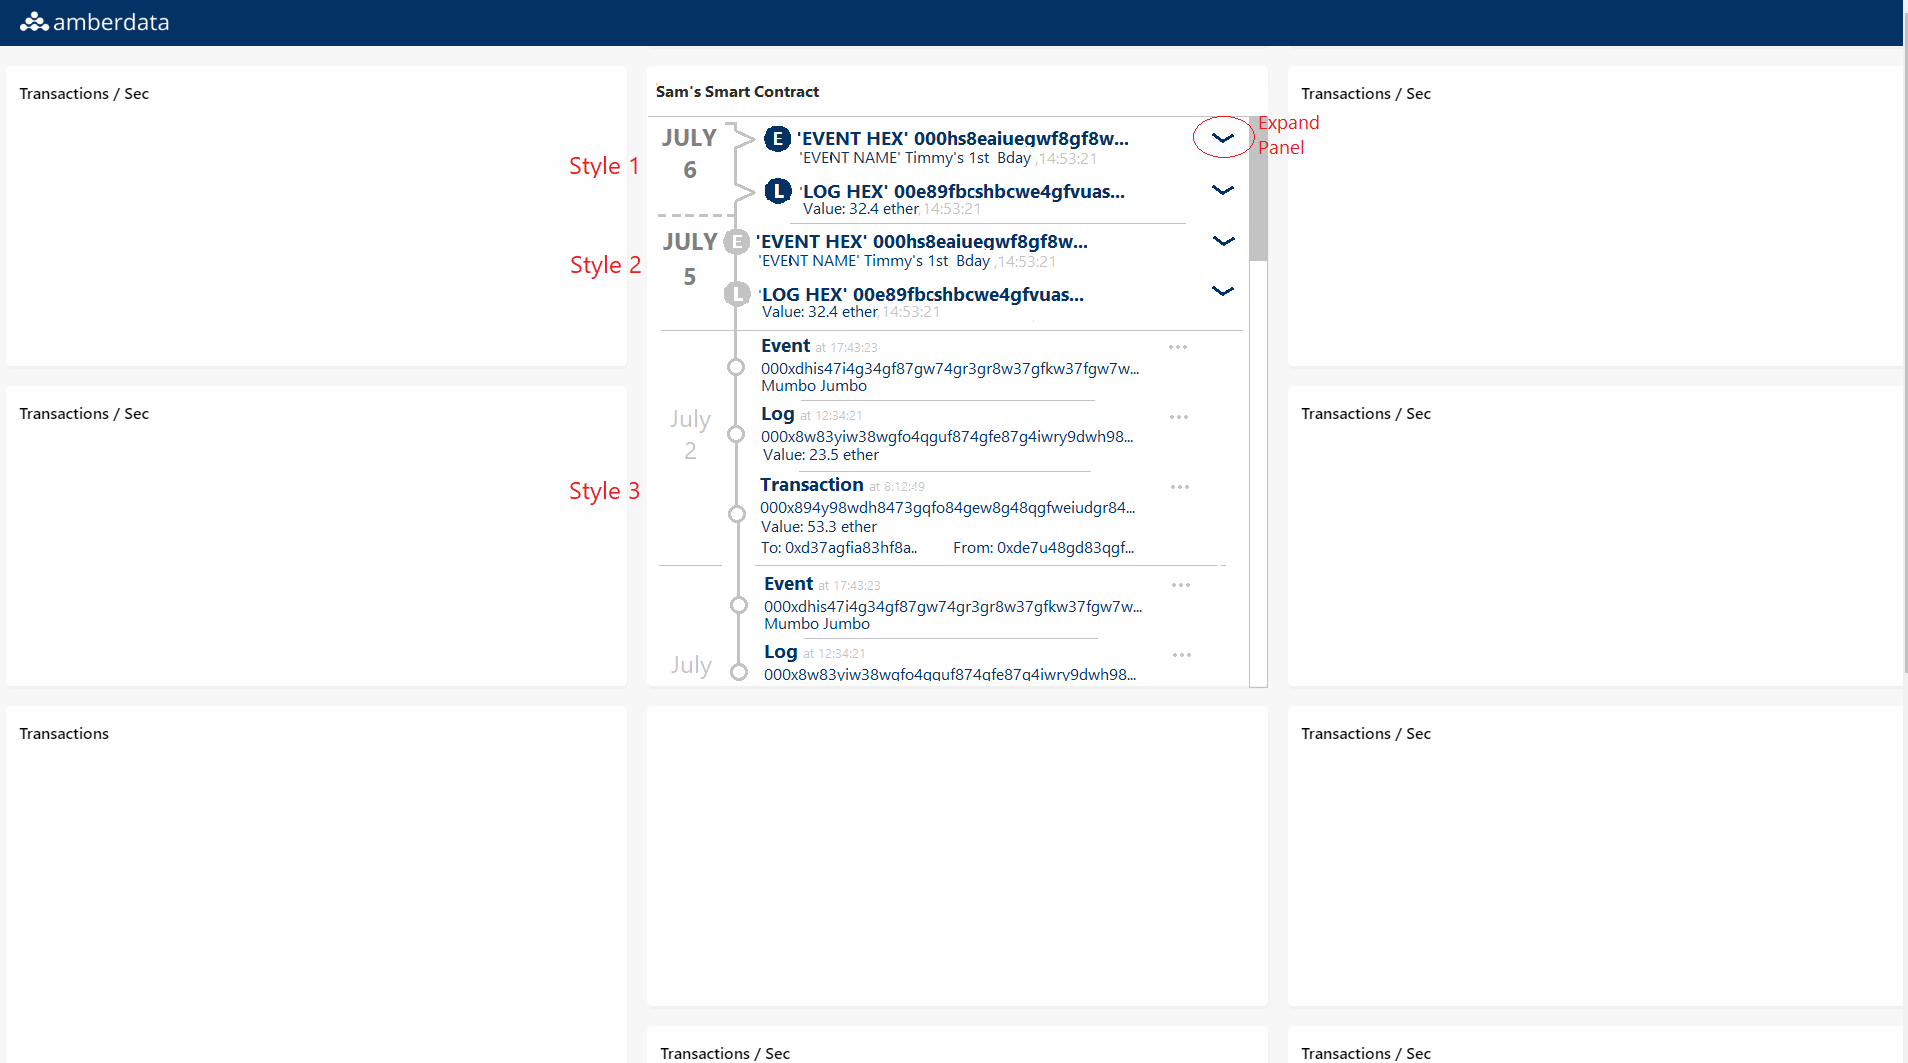 amberdata
Transactions / Sec
Sam's Smart Contract
Transactions / Sec
JULY
6
E 'EVENT HEX' 000hs8eaiuegwf8gf8w...
'EVENT NAME' Timmy's 1st Bday ,14:53:21
Expand
Panel
Style 1
L 'LOG HEX' 00e89fbcshbcwe4gfvuas...
Value: 32.4 ether, 14:53:21
JULY
5
E 'EVENT HEX' 000hs8eaiuegwf8gf8w...
'EVENT NAME' Timmy's 1st Bday ,14:53:21
Style 2
L 'LOG HEX' 00e89fbcshbcwe4gfvuas...
Value: 32.4 ether, 14:53:21
Event at 17:43:23
000xdhis47i4g34gf87gw74gr3gr8w37gfkw37fgw7w...
Mumbo Jumbo
Transactions / Sec
July
2
Log at 12:34:21
000x8w83yiw38wgfo4qguf874gfe87g4iwry9dwh98...
Value: 23.5 ether
Transactions / Sec
Style 3
Transaction at 8:12:49
000x894y98wdh8473gqfo84gew8g48qgfweiudgr84...
Value: 53.3 ether
To: 0xd37agfia83hf8a.. From: 0xde7u48gd83qgf...
Event at 17:43:23
000xdhis47i4g34gf87gw74gr3gr8w37gfkw37fgw7w...
Mumbo Jumbo
July
Log at 12:34:21
000x8w83yiw38wgfo4qguf874gfe87g4iwry9dwh98...
Transactions
Transactions / Sec
Transactions / Sec
Transactions / Sec